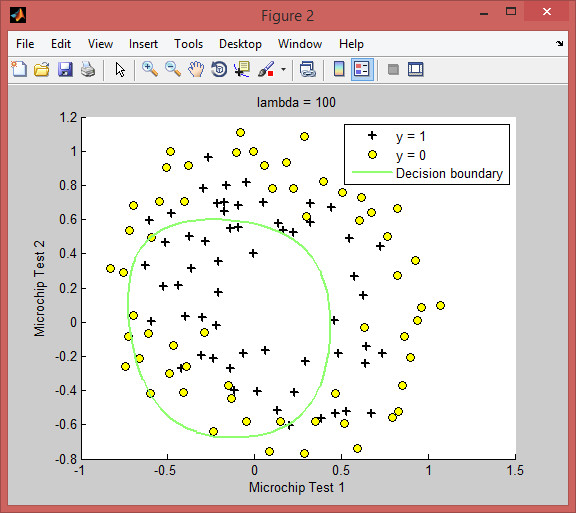 Figure 2
File Edit View Insert Tools Desktop Window Help
lambda = 100
y = 1
y = 0
Decision boundary
1.2
1
0.8
0.6
0.4
0.2
0
-0.2
-0.4
-0.6
-0.8
Microchip Test 2
-1 -0.5 0 0.5 1 1.5
Microchip Test 1